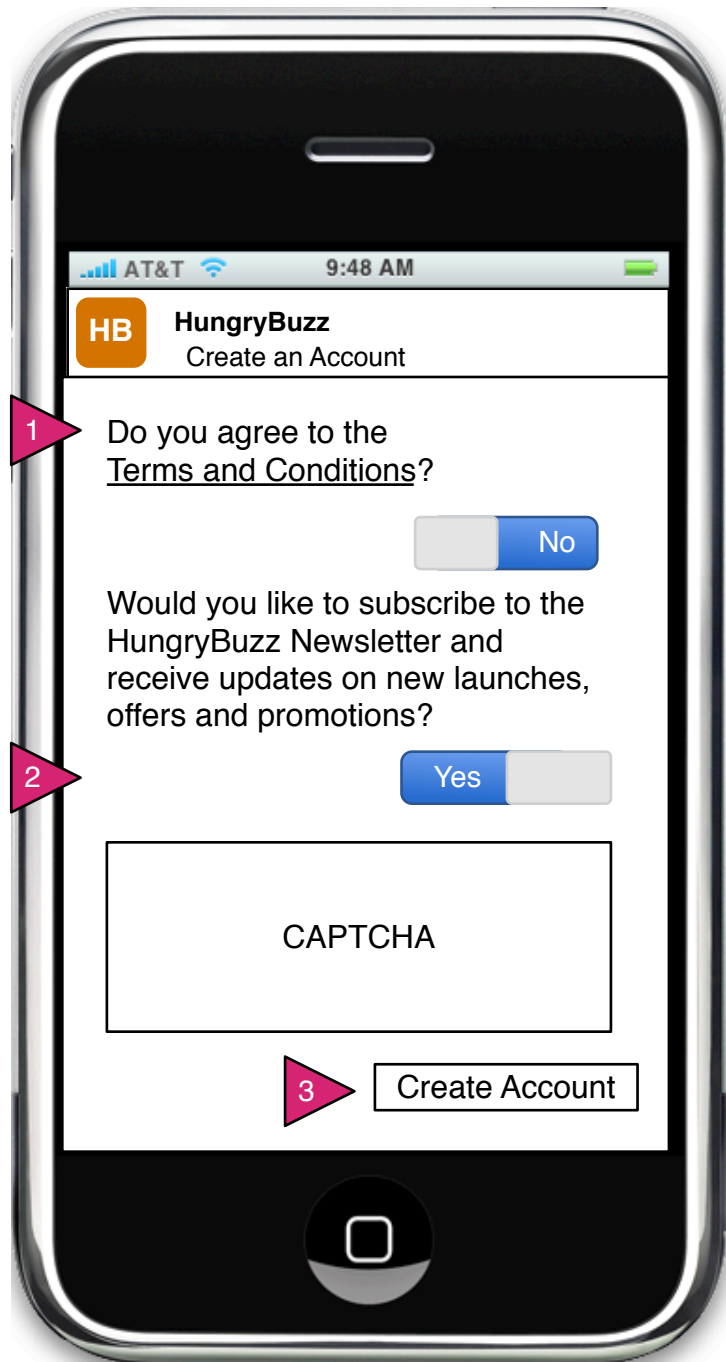 AT&T 9:48 AM
HB HungryBuzz
Create an Account
1 Do you agree to the
Terms and Conditions?
No
Would you like to subscribe to the
HungryBuzz Newsletter and
receive updates on new launches,
offers and promotions?
2 Yes
CAPTCHA
3 Create Account